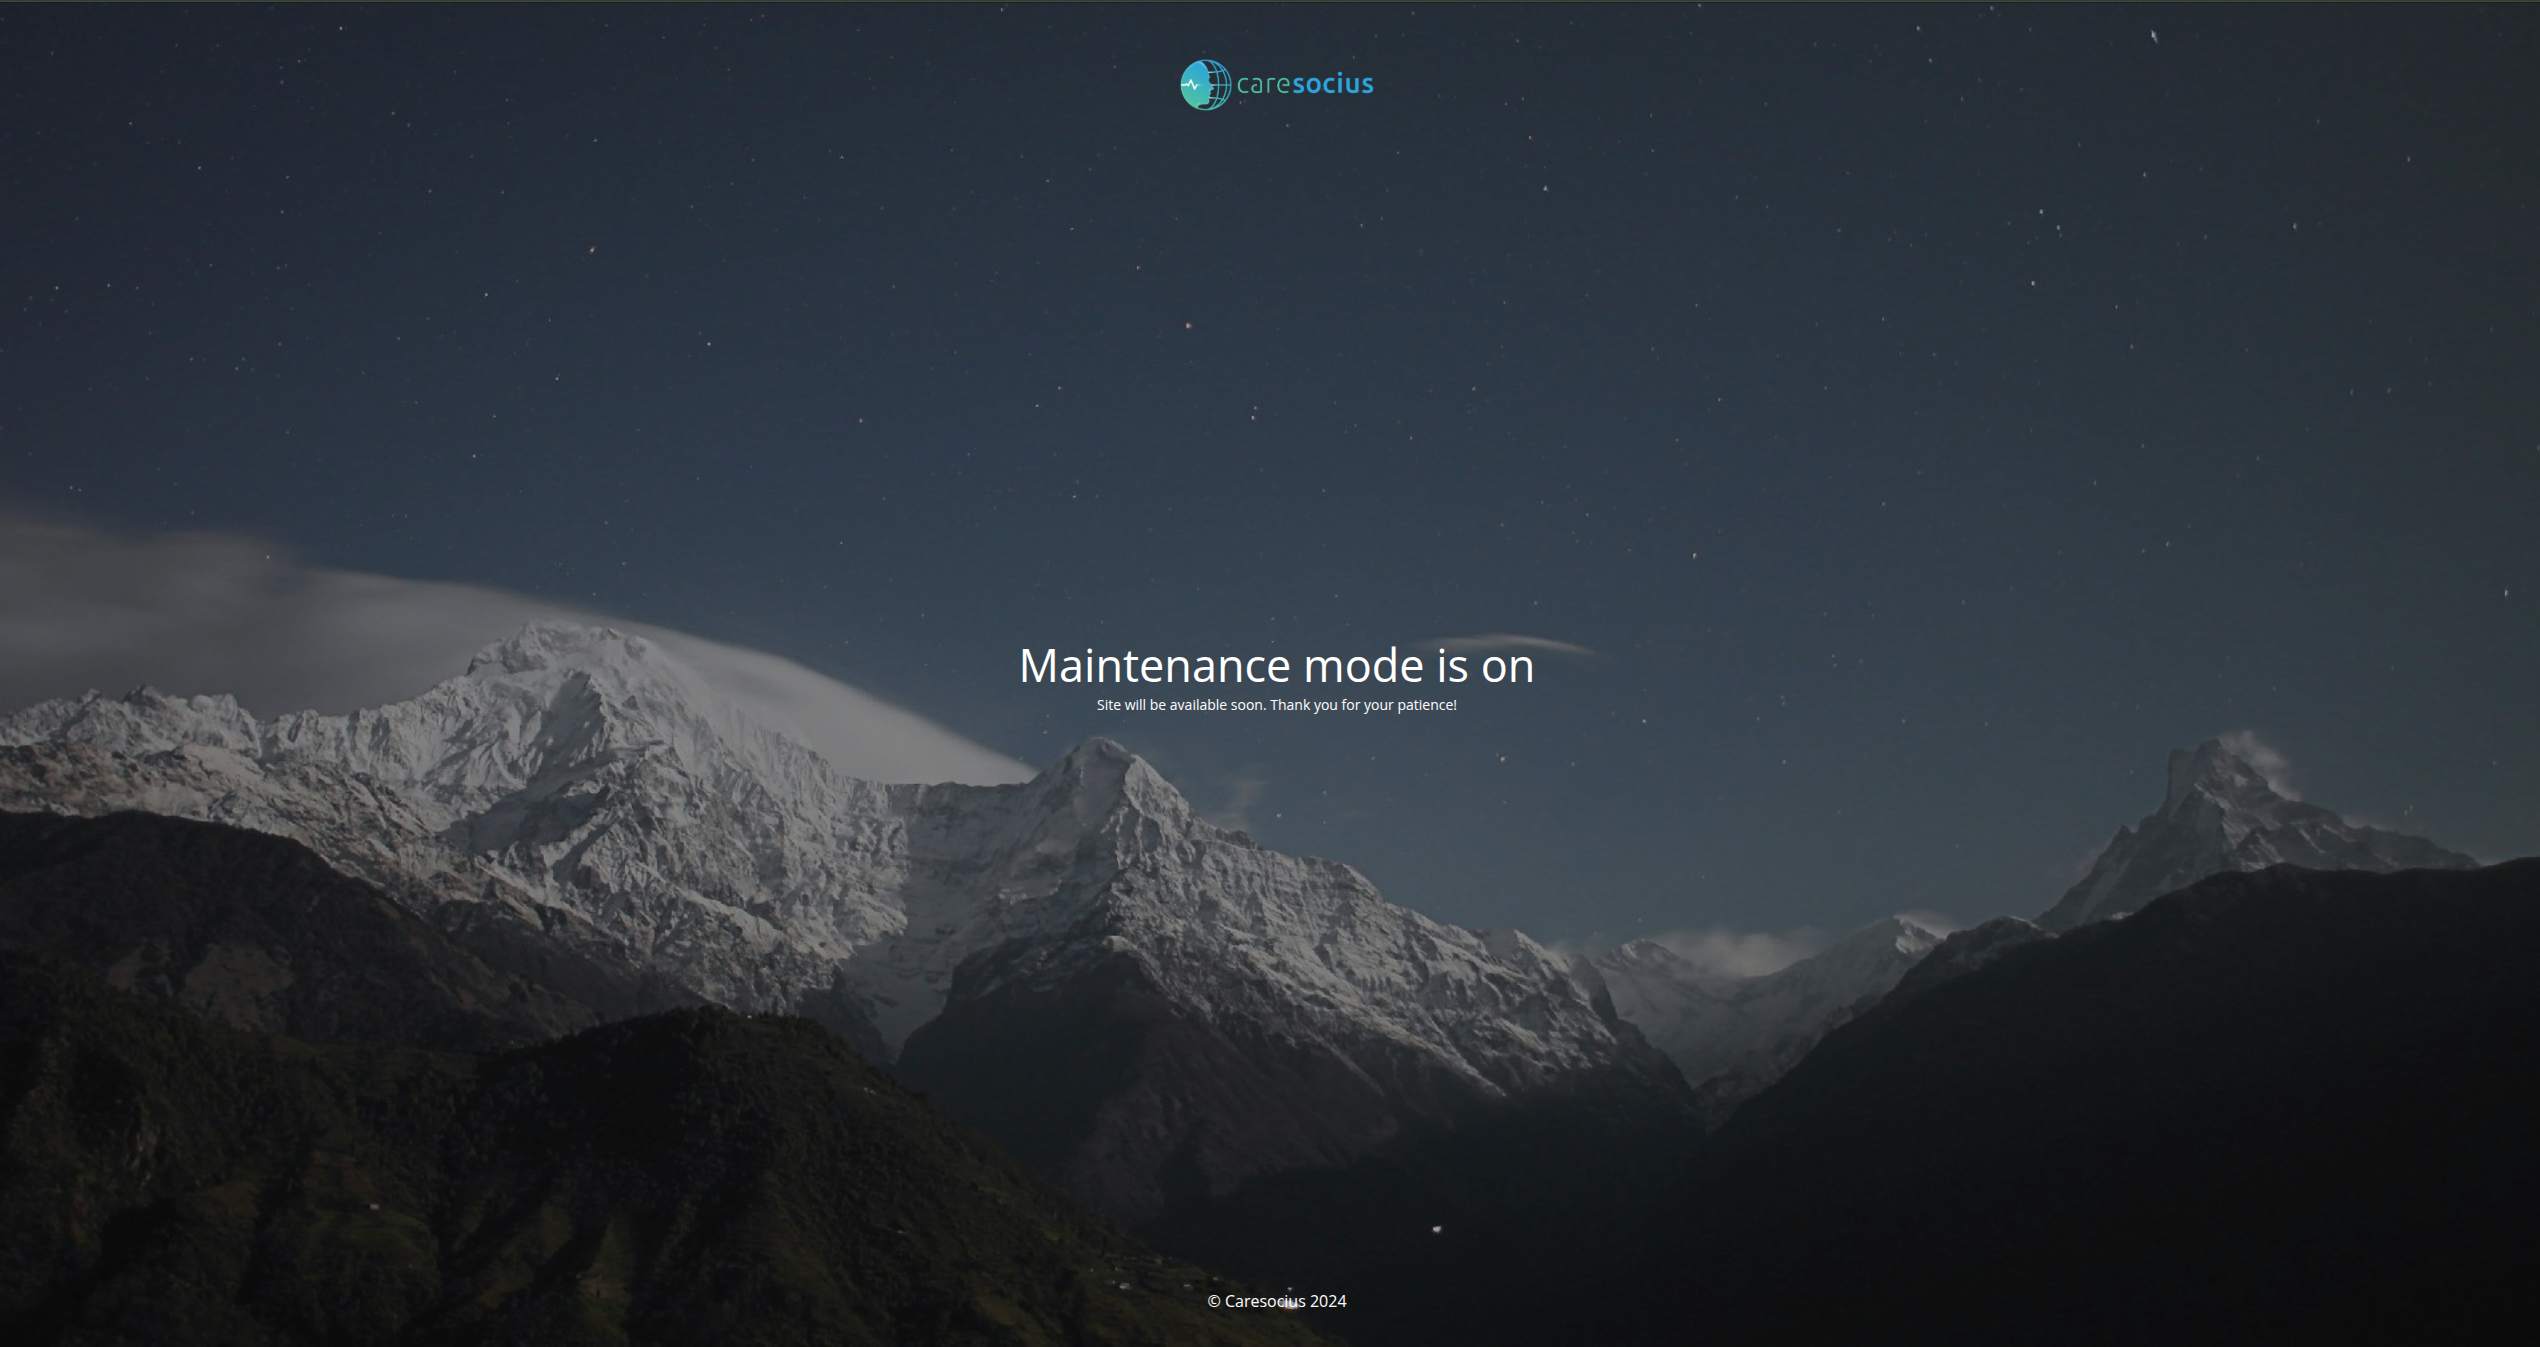 caresocius
Maintenance mode is on
Site will be available soon. Thank you for your patience!
© Caresocius 2024